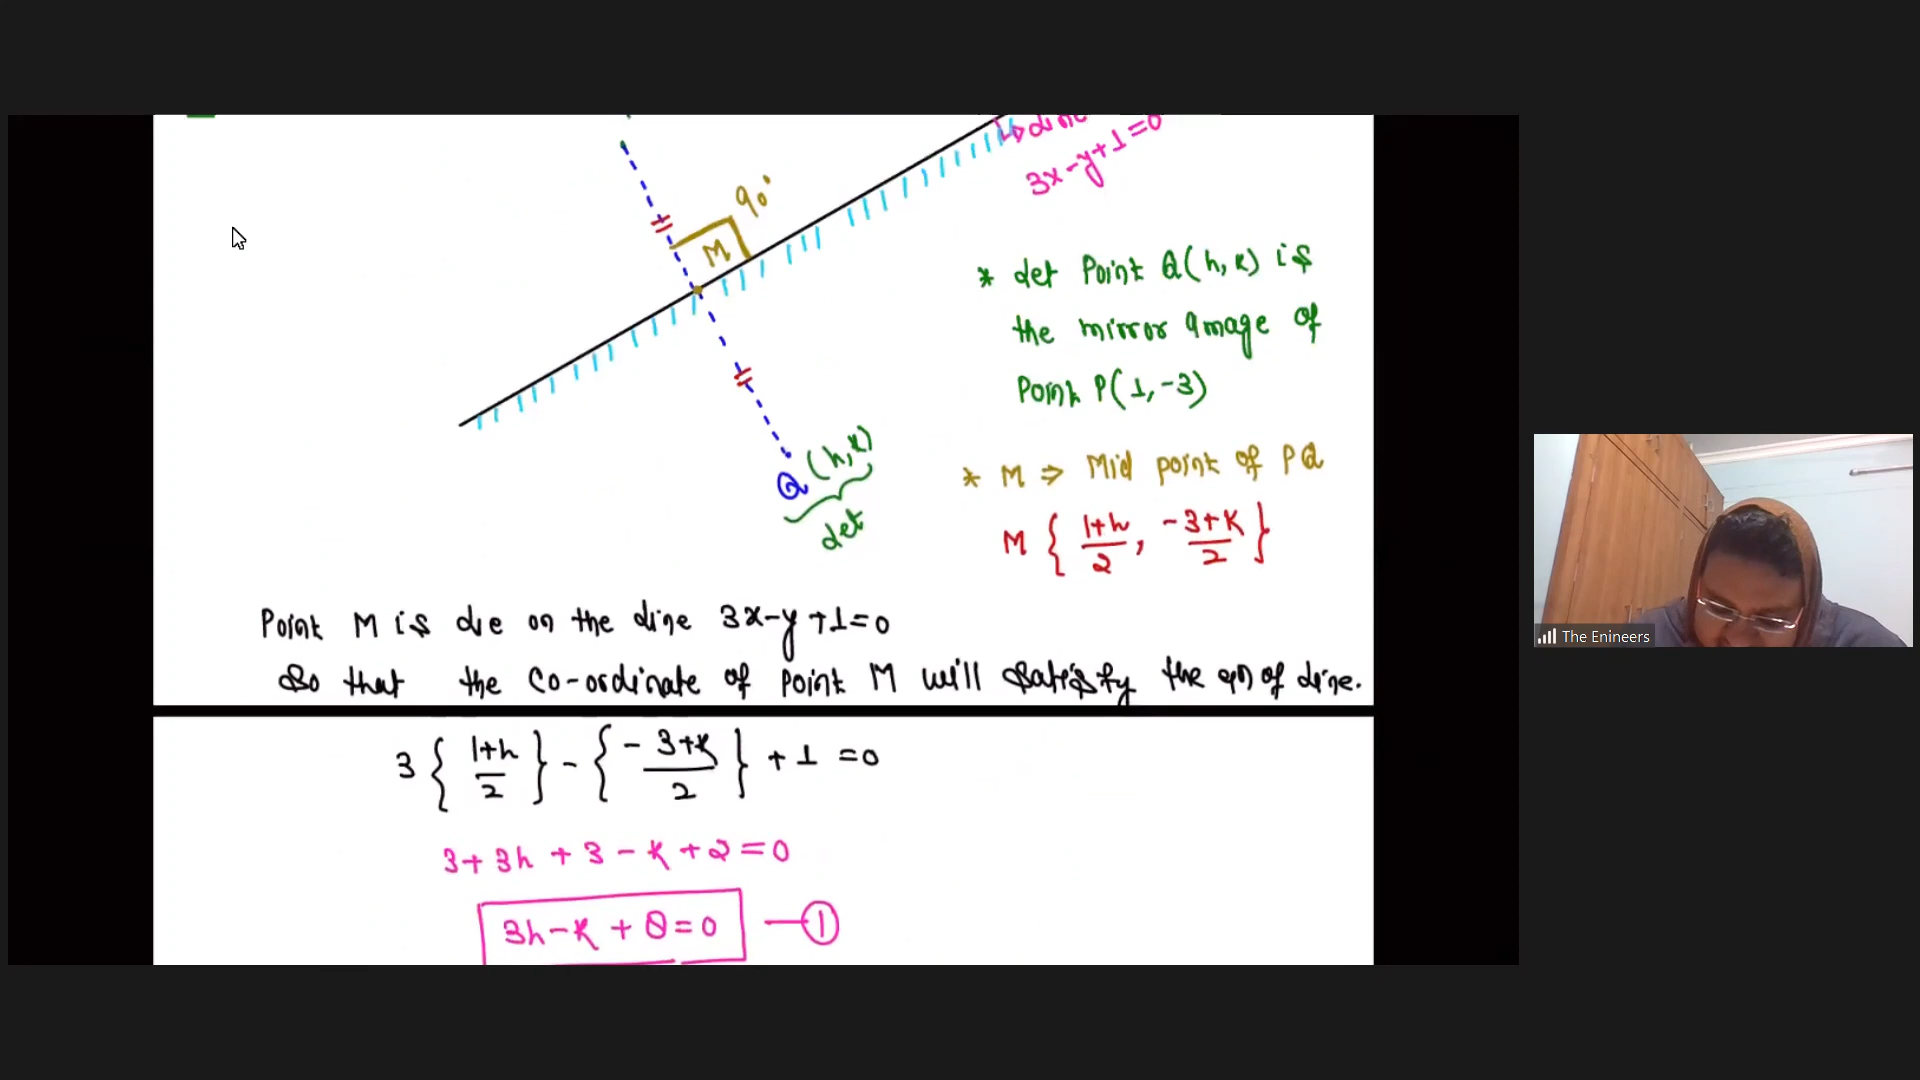 Line
3x-y+1=0
90°
M
* Let Point Q(h,k) is
the mirror image of
Point P(1,-3)
Q (h,k)
Let
* M ⇒ Mid point of PQ
M { 1+h/2, -3+k/2 }
Point M is Lie on the Line 3x-y+1=0
So that the Co-ordinate of Point M will Satisfy the eqn of Line.
3 { 1+h/2 } - { -3+k/2 } + 1 = 0
3+3h+3-k+2=0
3h-k+8=0 —①
The Enineers